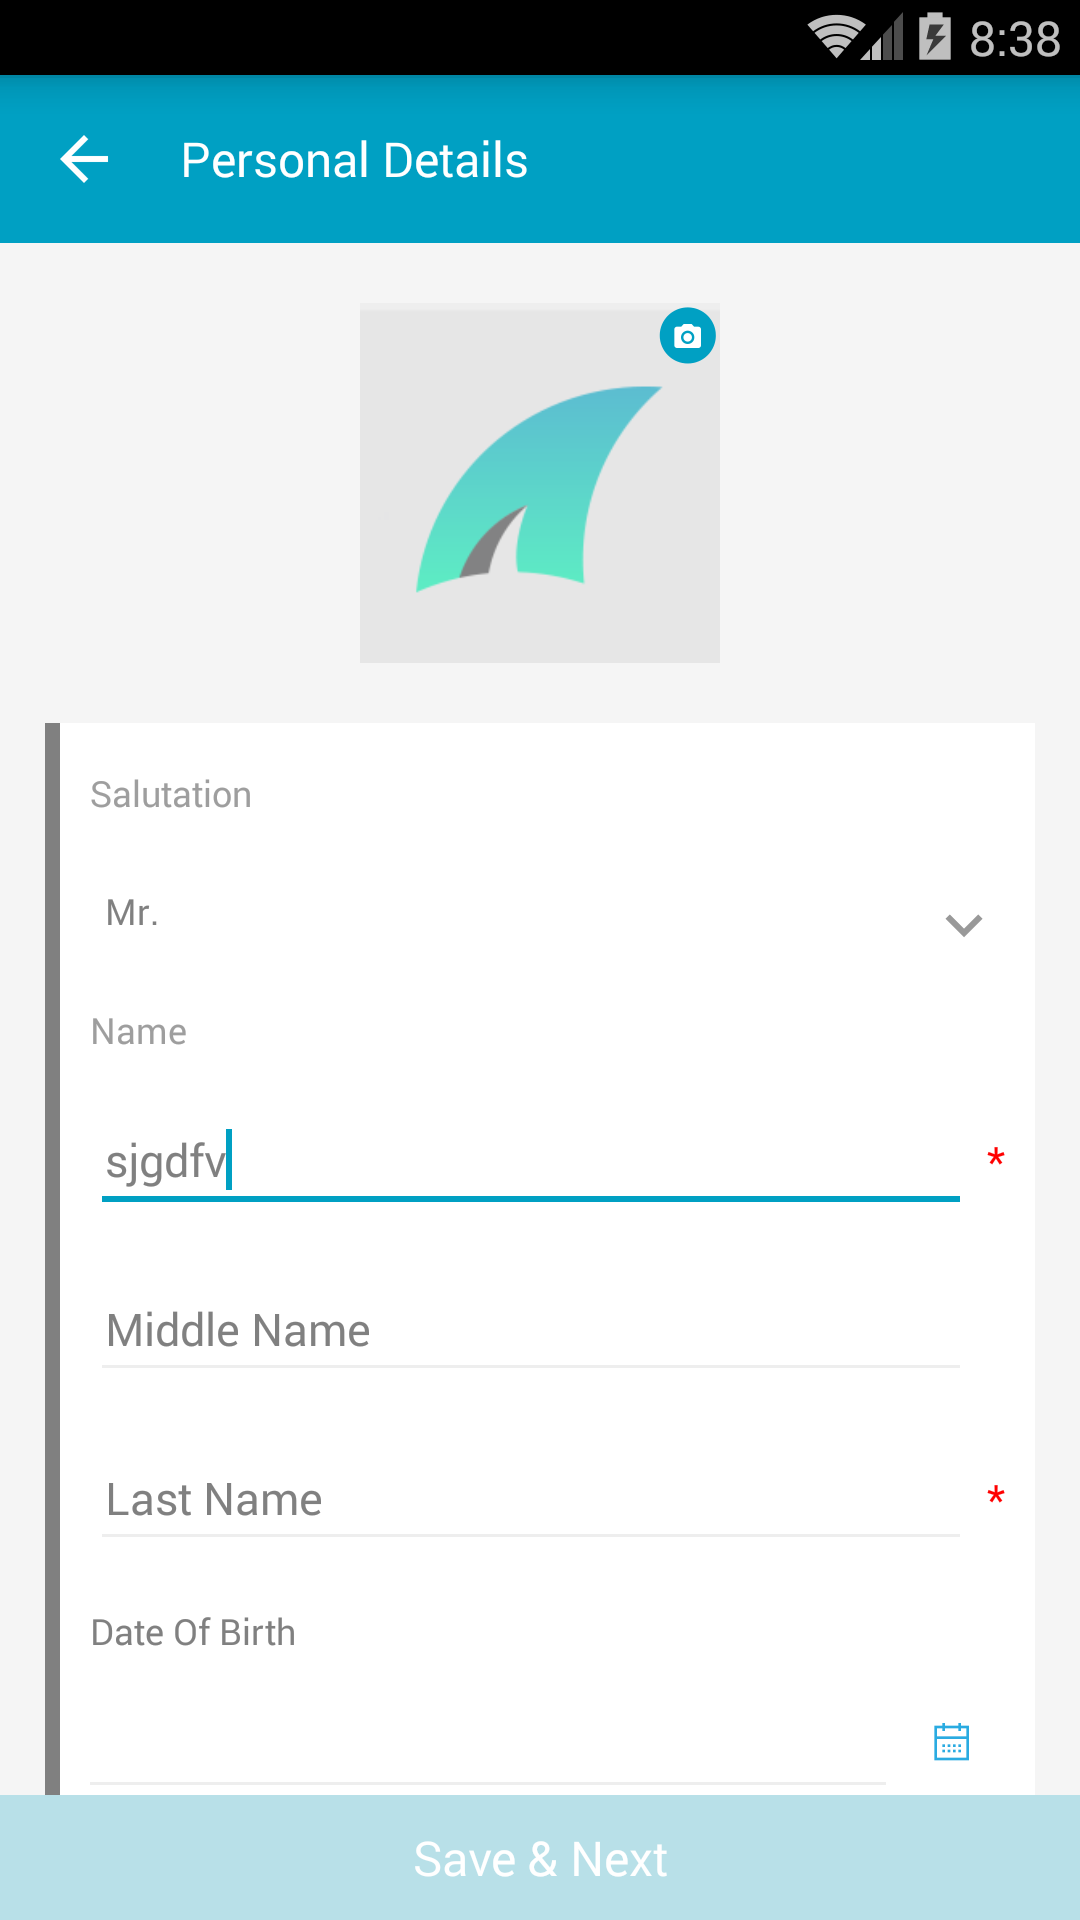 8:38
Personal Details
Salutation
Mr.
Name
sjgdfv
*
Middle Name
Last Name
*
Date Of Birth
Save & Next